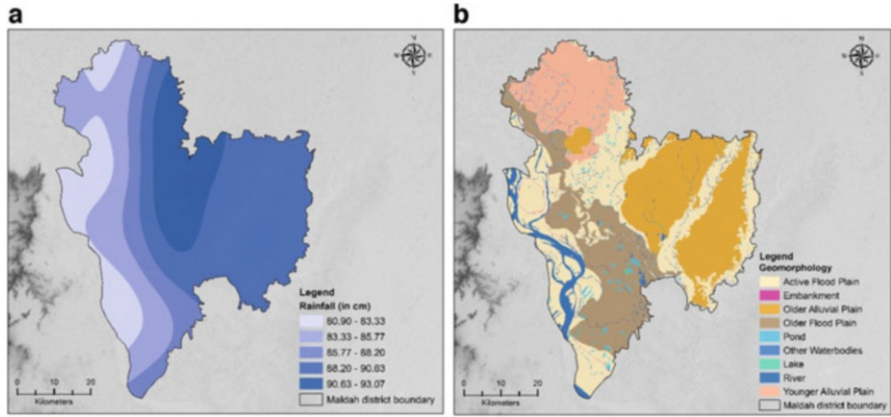 a
b
N
S
N
S
Legend
Rainfall (in cm)
80.90 - 83.33
83.33 - 85.77
85.77 - 88.20
88.20 - 90.63
90.63 - 93.07
Maldah district boundary
0 10 20
Kilometers
Legend
Geomorphology
Active Flood Plain
Embankment
Older Alluvial Plain
Older Flood Plain
Pond
Other Waterbodies
Lake
River
Younger Alluvial Plain
Maldah district boundary
0 10 20
Kilometers